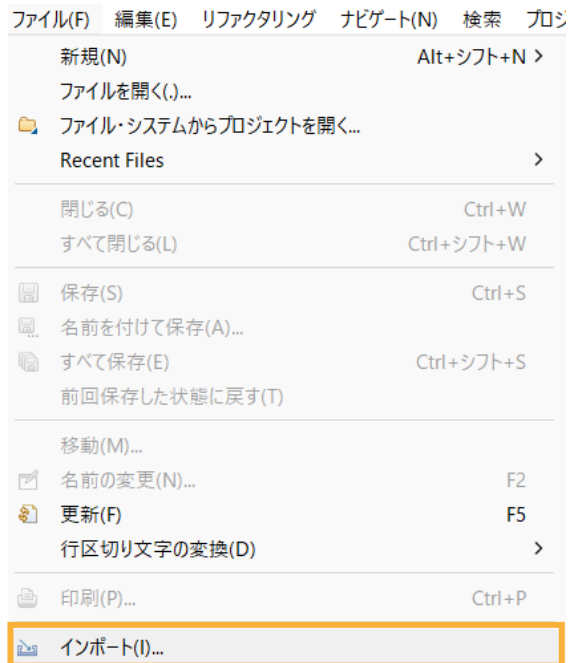 ファイル(F) 編集(E) リファクタリング ナビゲート(N) 検索 プロジ
新規(N) Alt+シフト+N >
ファイルを開く(.)...
ファイル・システムからプロジェクトを開く...
Recent Files >
閉じる(C) Ctrl+W
すべて閉じる(L) Ctrl+シフト+W
保存(S) Ctrl+S
名前を付けて保存(A)...
すべて保存(E) Ctrl+シフト+S
前回保存した状態に戻す(T)
移動(M)...
名前の変更(N)... F2
更新(F) F5
行区切り文字の変換(D) >
印刷(P)... Ctrl+P
インポート(I)...